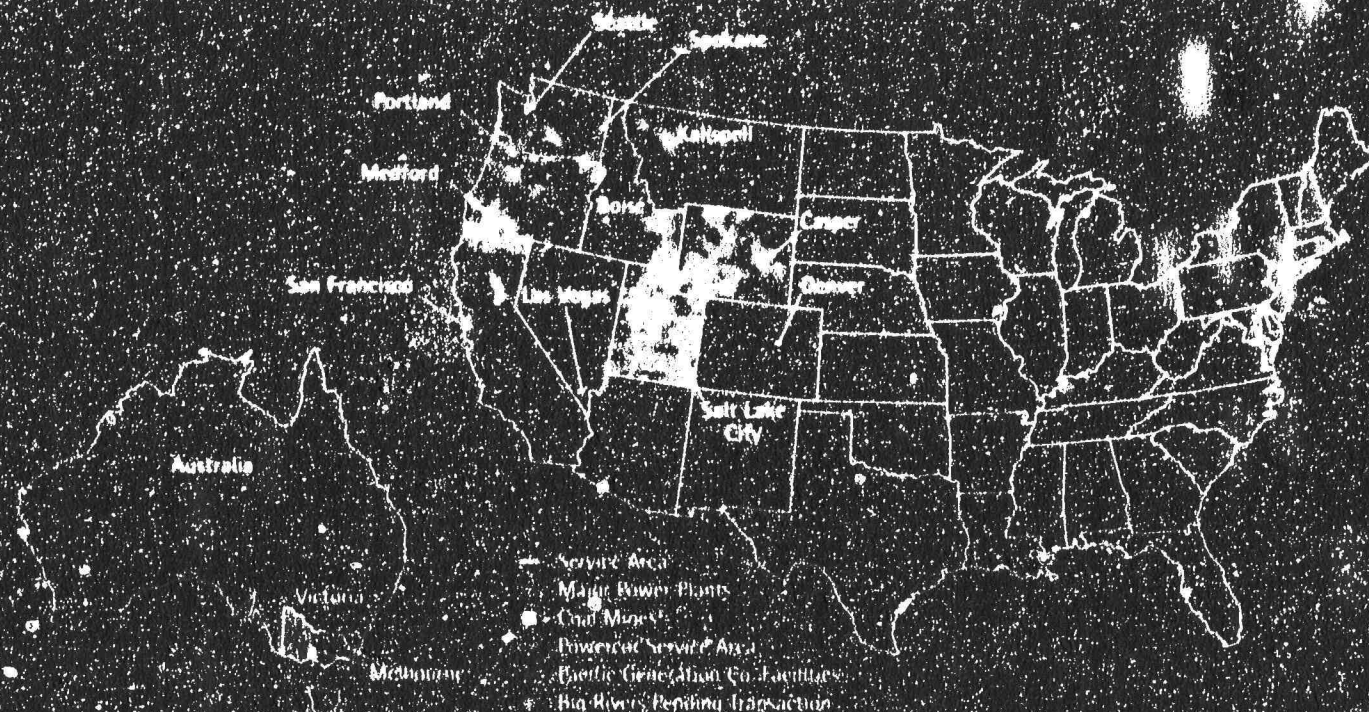 Seattle
Spokane
Portland
Kalispell
Medford
Boise
Casper
San Francisco
Las Vegas
Denver
Salt Lake
City
Australia
Service Area
Victoria
Major Power Plants
Coal Mines
Powercor Service Area
Melbourne
Pacific Generation Co. Facilities
Big Rivers Pending Transaction